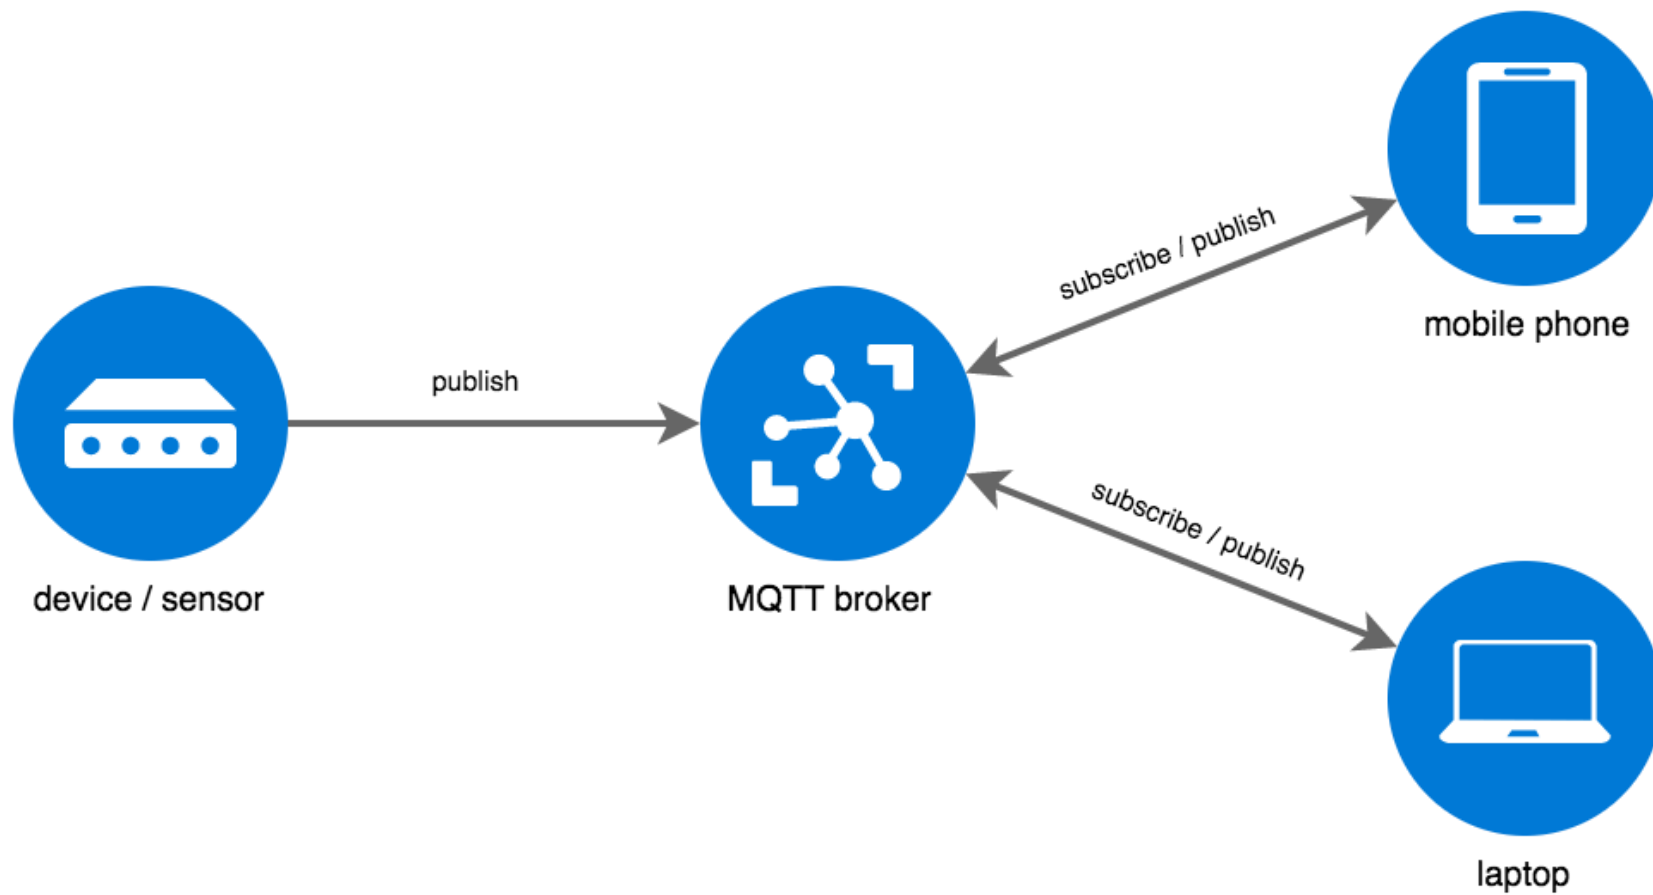 publish
device / sensor
MQTT broker
subscribe / publish
mobile phone
subscribe / publish
laptop